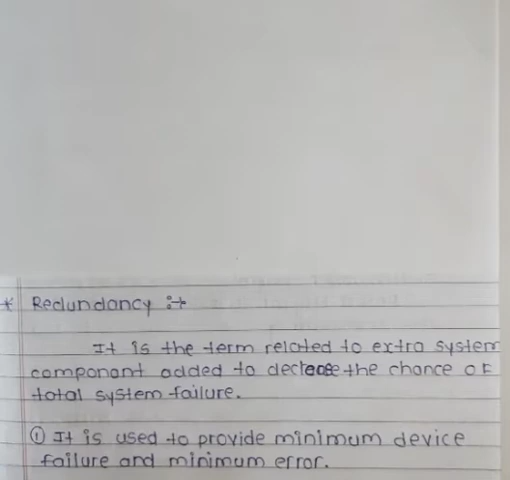 * Redundancy :→
It is the term related to extra system
componant added to decrease the chance of
total system failure.
① It is used to provide minimum device
failure and minimum error.